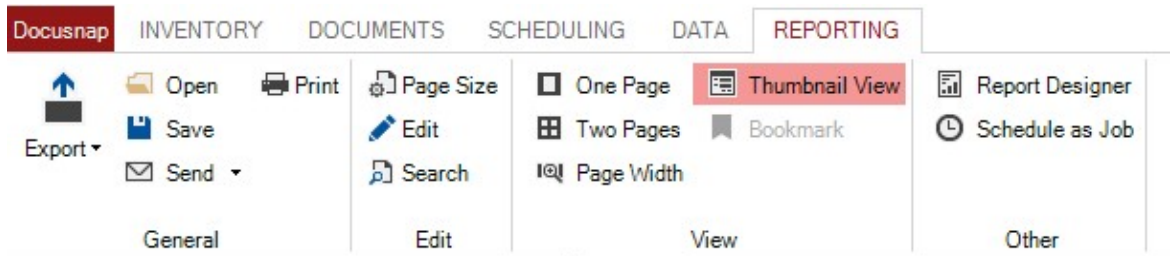 Docusnap INVENTORY DOCUMENTS SCHEDULING DATA REPORTING
Export
Open
Save
Send
Print
General
Page Size
Edit
Search
Edit
One Page
Two Pages
Page Width
Thumbnail View
Bookmark
View
Report Designer
Schedule as Job
Other